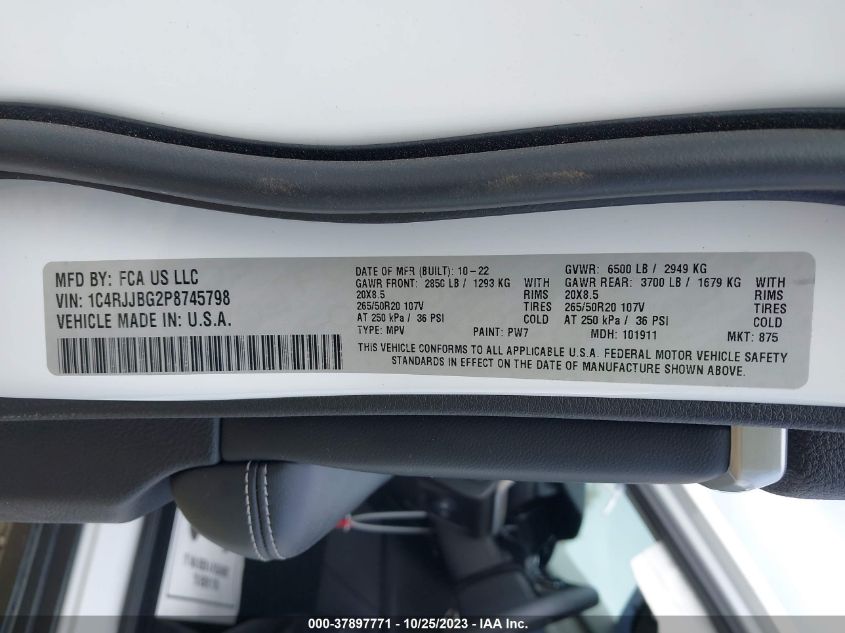 MFD BY: FCA US LLC
VIN: 1C4RJJBG2P8745798
VEHICLE MADE IN: U.S.A.
DATE OF MFR (BUILT): 10-22
GAWR FRONT: 2850 LB / 1293 KG WITH
20X8.5 RIMS
265/50R20 107V TIRES
AT 250 kPa / 36 PSI COLD
TYPE: MPV PAINT: PW7
GVWR: 6500 LB / 2949 KG
GAWR REAR: 3700 LB / 1679 KG WITH
20X8.5 RIMS
265/50R20 107V TIRES
AT 250 kPa / 36 PSI COLD
MDH: 101911 MKT: 875
THIS VEHICLE CONFORMS TO ALL APPLICABLE U.S.A. FEDERAL MOTOR VEHICLE SAFETY
STANDARDS IN EFFECT ON THE DATE OF MANUFACTURE SHOWN ABOVE.
000-37897771 - 10/25/2023 - IAA Inc.